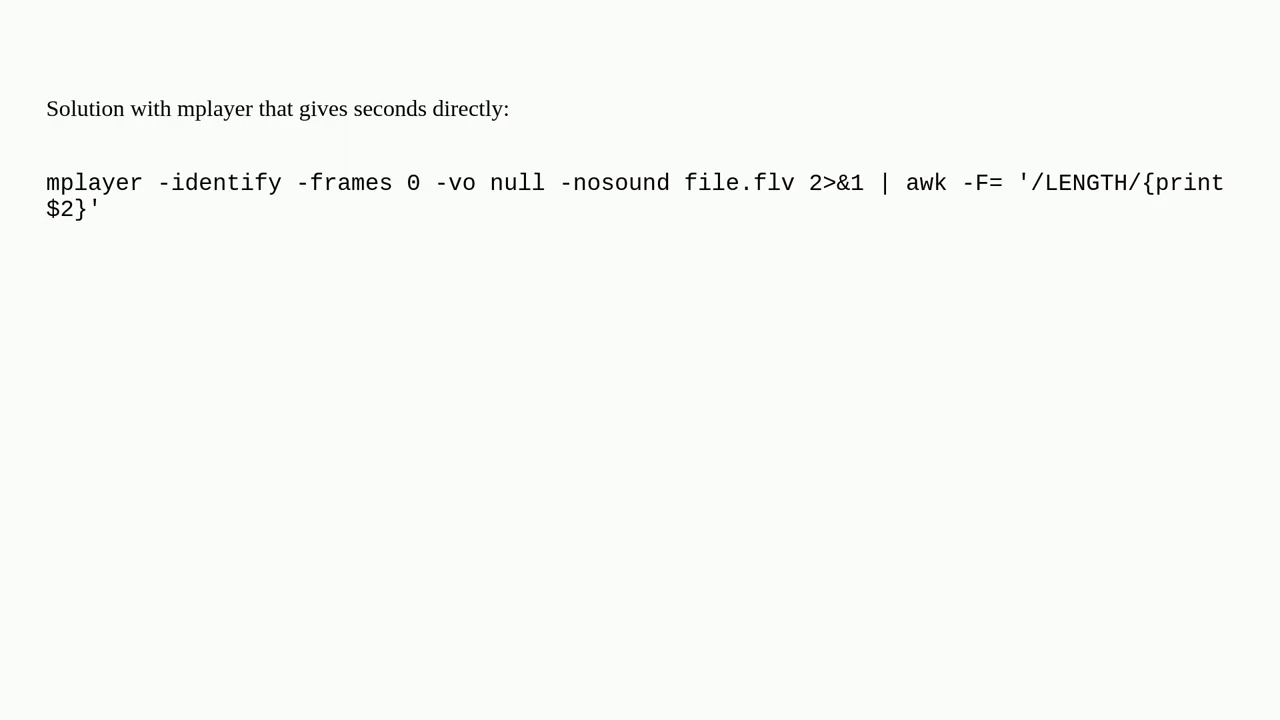 Solution with mplayer that gives seconds directly:
mplayer -identify -frames 0 -vo null -nosound file.flv 2>&1 | awk -F= '/LENGTH/{print
$2}'